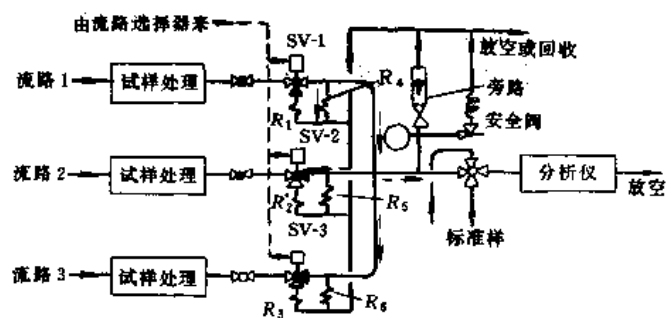 由流路选择器来
SV-1
放空或回收
流路1
试样处理
R4
旁路
R1
SV-2
安全阀
流路2
试样处理
分析仪
放空
R2
R5
SV-3
标准样
流路3
试样处理
R3
R6